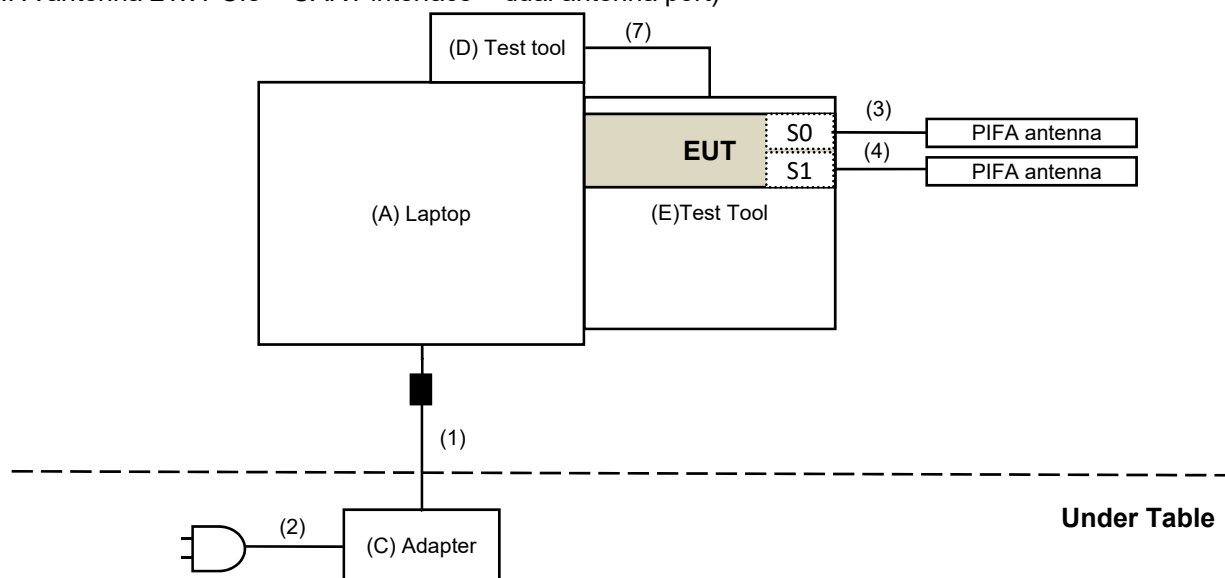 (D) Test tool
(7)
(3)
S0
PIFA antenna
EUT
(4)
S1
PIFA antenna
(A) Laptop
(E)Test Tool
(1)
Under Table
(2)
(C) Adapter